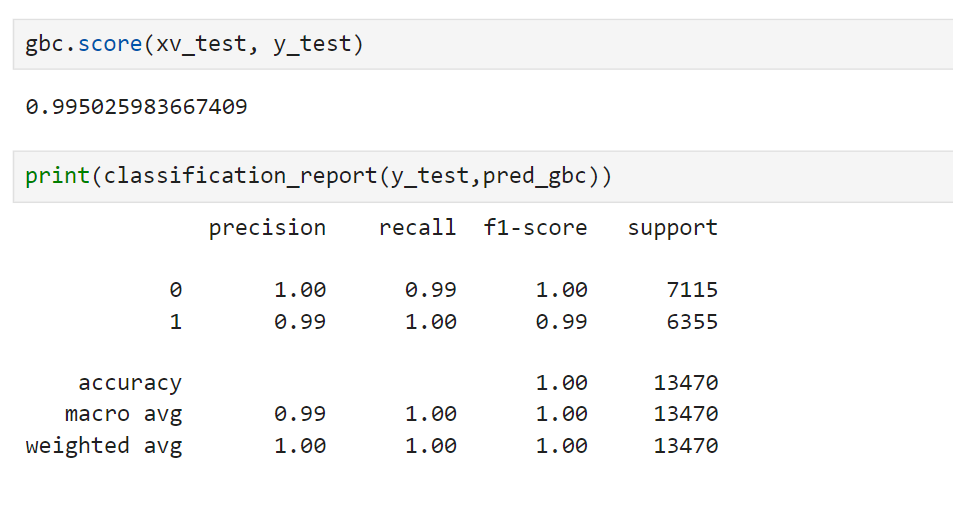 gbc.score(xv_test, y_test)
0.995025983667409
print(classification_report(y_test,pred_gbc))
precision recall f1-score support
0 1.00 0.99 1.00 7115
1 0.99 1.00 0.99 6355
accuracy 1.00 13470
macro avg 0.99 1.00 1.00 13470
weighted avg 1.00 1.00 1.00 13470